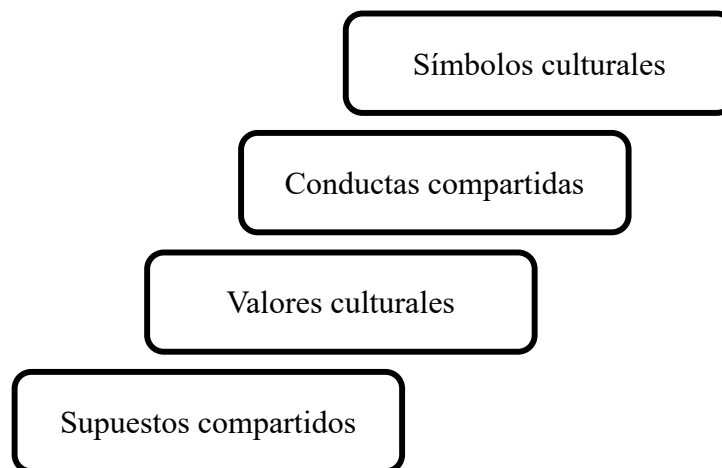 Símbolos culturales
Conductas compartidas
Valores culturales
Supuestos compartidos